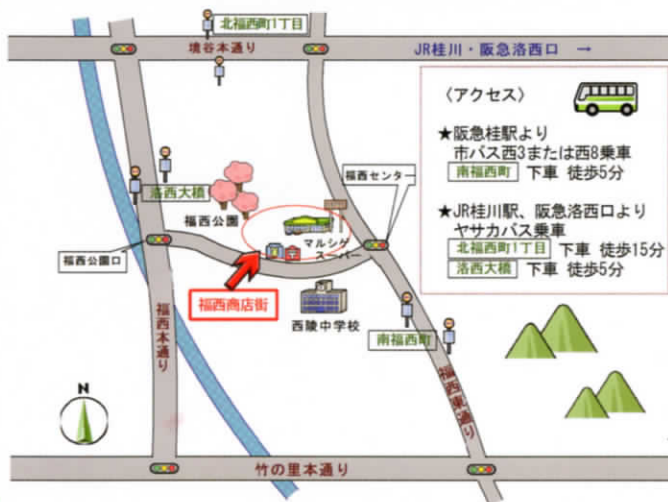 北福西町1丁目
境谷本通り
JR桂川・阪急洛西口 →
〈アクセス〉
★阪急桂駅より
市バス西3または西8乗車
南福西町 下車 徒歩5分
★JR桂川駅、阪急洛西口より
ヤサカバス乗車
北福西町1丁目 下車 徒歩15分
洛西大橋 下車 徒歩5分
福西センター
洛西大橋
福西公園
マルシゲ
スーパー
福西公園口
福西商店街
西陵中学校
南福西町
福西本通り
福西東通り
N
竹の里本通り